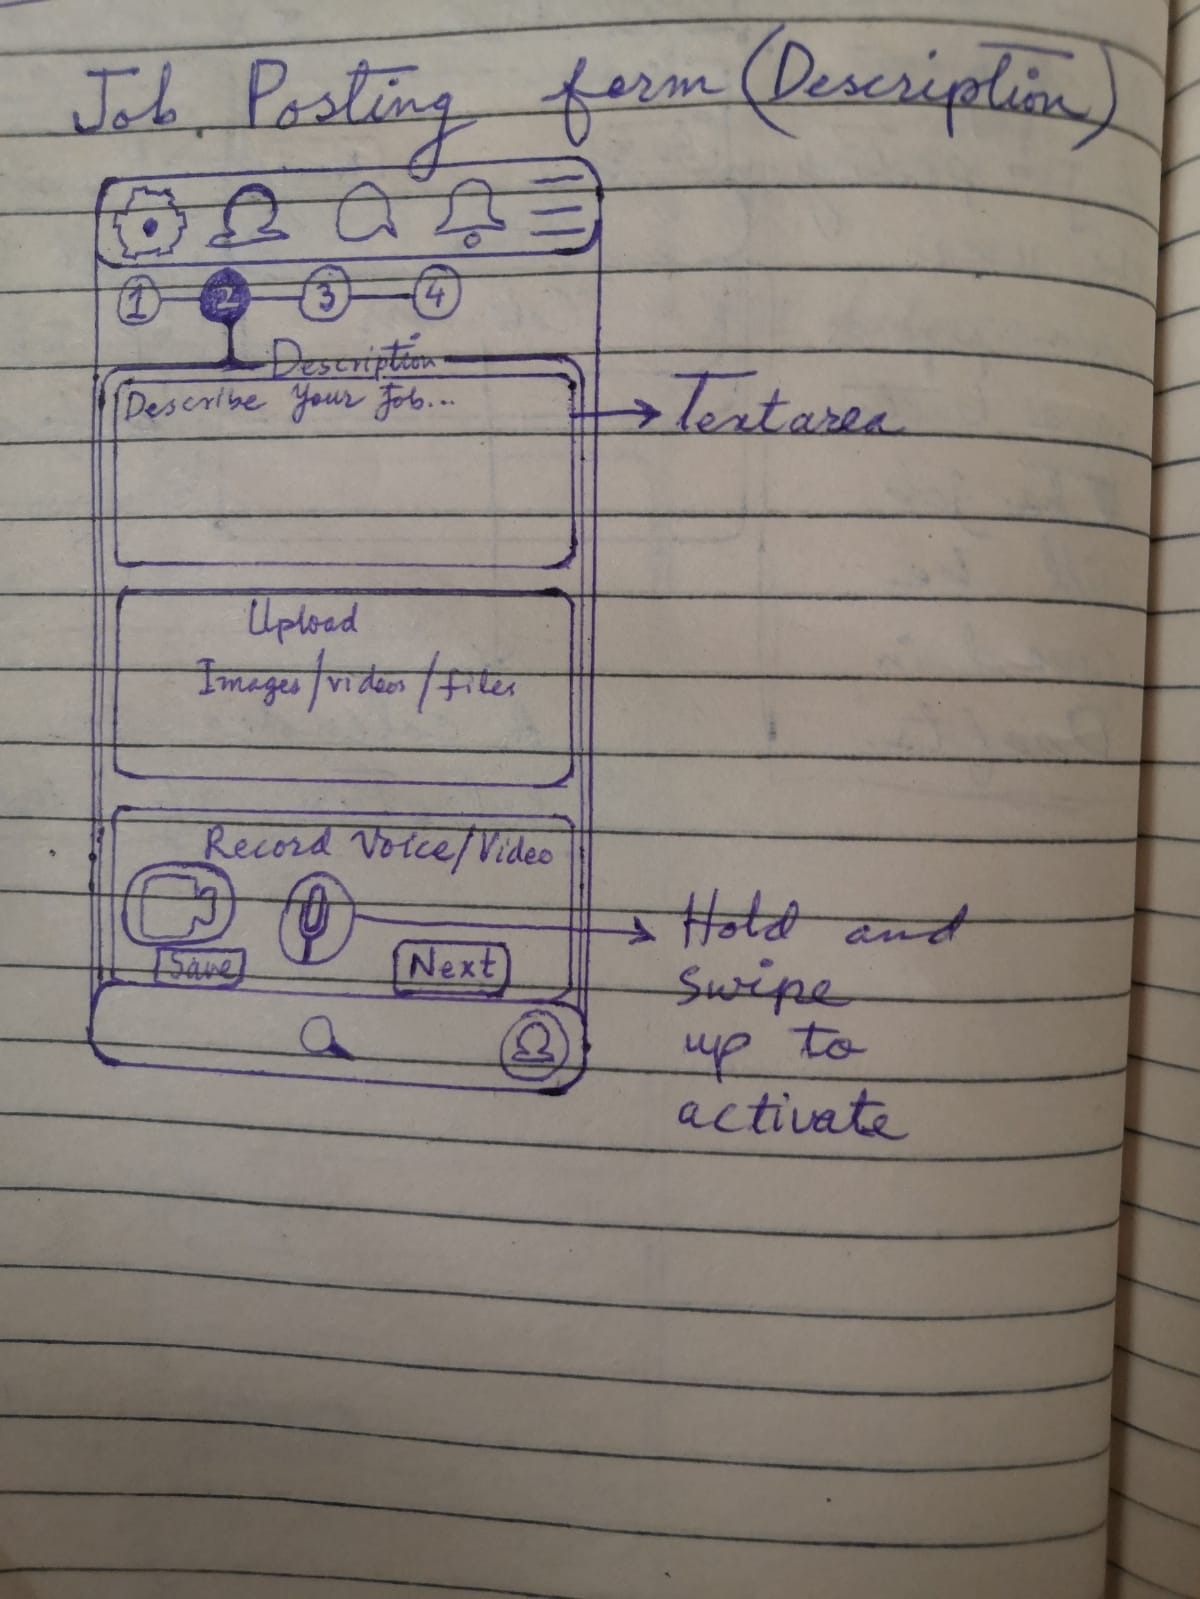 Job Posting form (Description)
1 2 3 4
Description
Describe Your Job...
Textarea
Upload
Images/videos/files
Record Voice/Video
Hold and
swipe
up to
activate
Save
Next